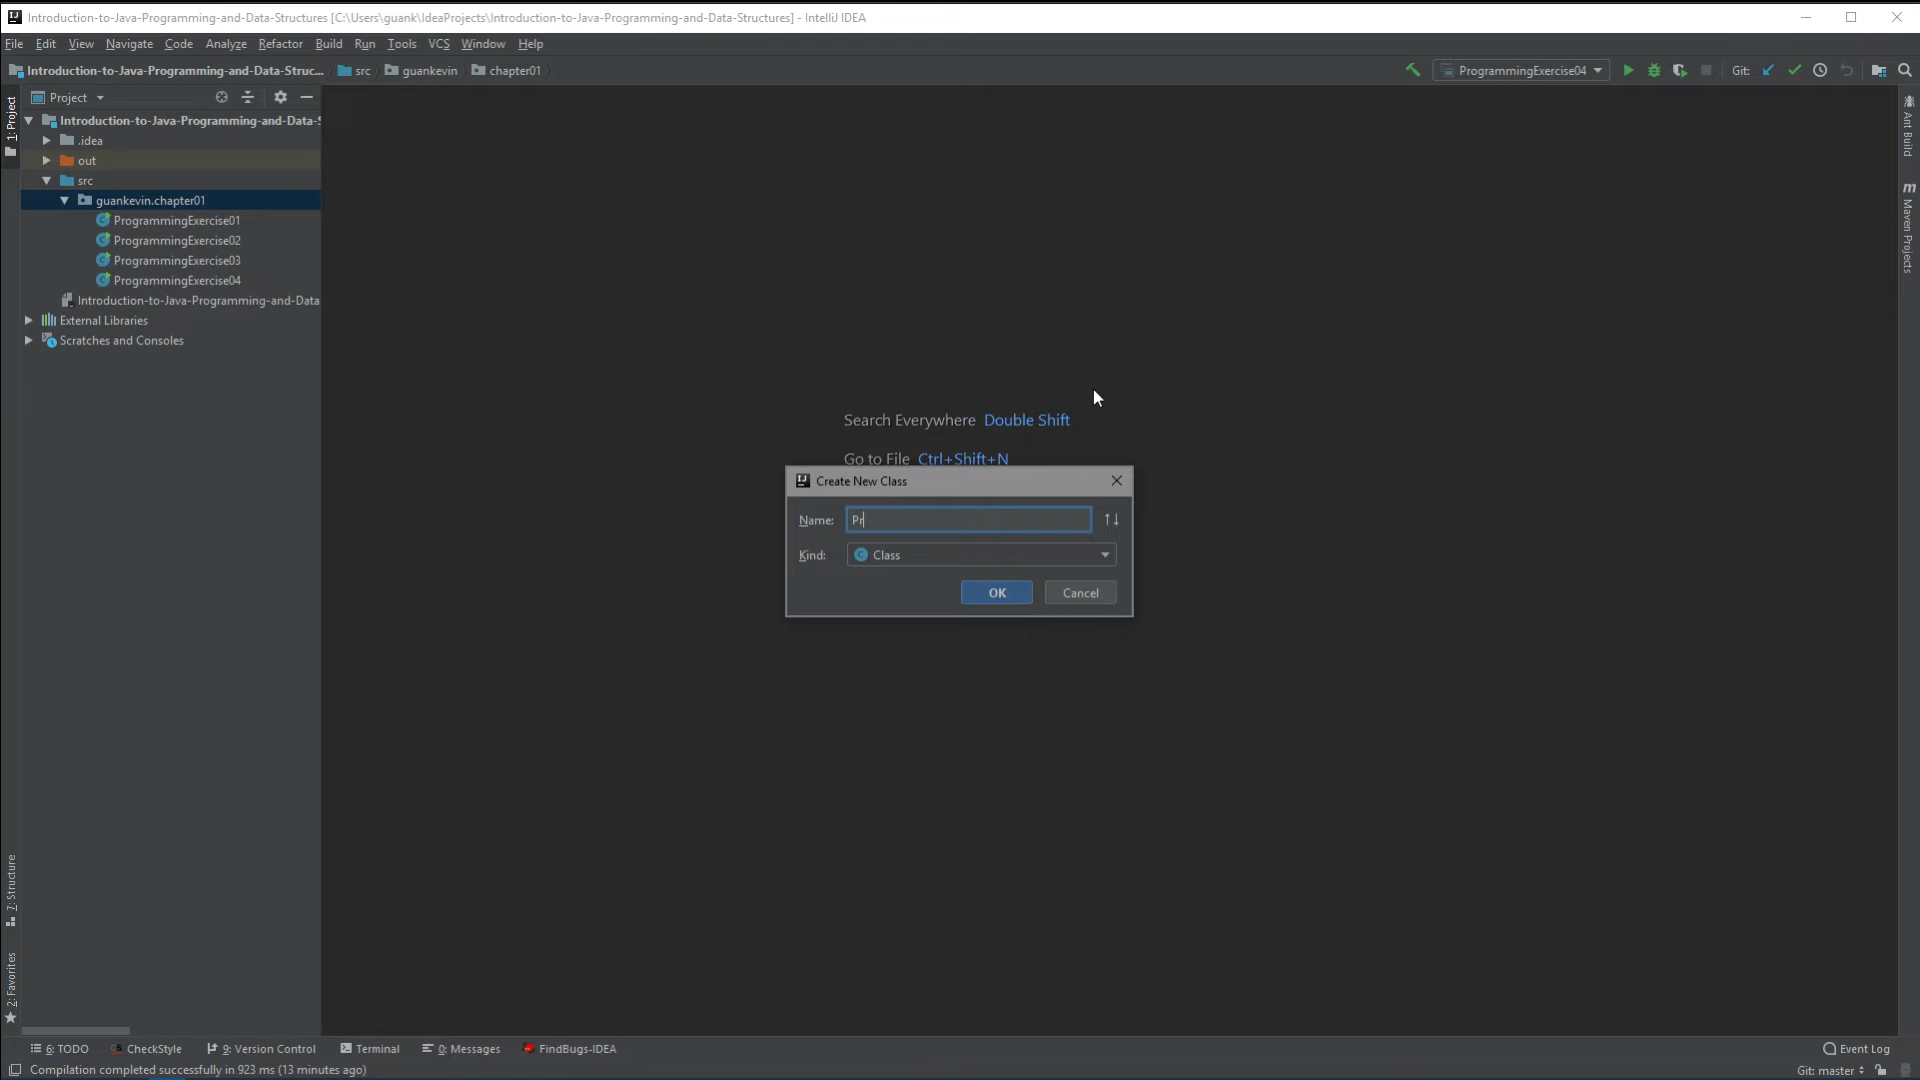 Introduction-to-Java-Programming-and-Data-Structures [C:\Users\guank\IdeaProjects\Introduction-to-Java-Programming-and-Data-Structures] - IntelliJ IDEA
File Edit View Navigate Code Analyze Refactor Build Run Tools VCS Window Help
Introduction-to-Java-Programming-and-Data-Struc... src guankevin chapter01 ProgrammingExercise04 Git:
1: Project
Project
Introduction-to-Java-Programming-and-Data-S
.idea
out
src
guankevin.chapter01
ProgrammingExercise01
ProgrammingExercise02
ProgrammingExercise03
ProgrammingExercise04
Introduction-to-Java-Programming-and-Data
External Libraries
Scratches and Consoles
Search Everywhere Double Shift
Go to File Ctrl+Shift+N
Create New Class
Name: Pr
Kind: Class
OK Cancel
Ant Build
m Maven Projects
7: Structure
2: Favorites
6: TODO CheckStyle 9: Version Control Terminal 0: Messages FindBugs-IDEA Event Log
Compilation completed successfully in 923 ms (13 minutes ago) Git: master